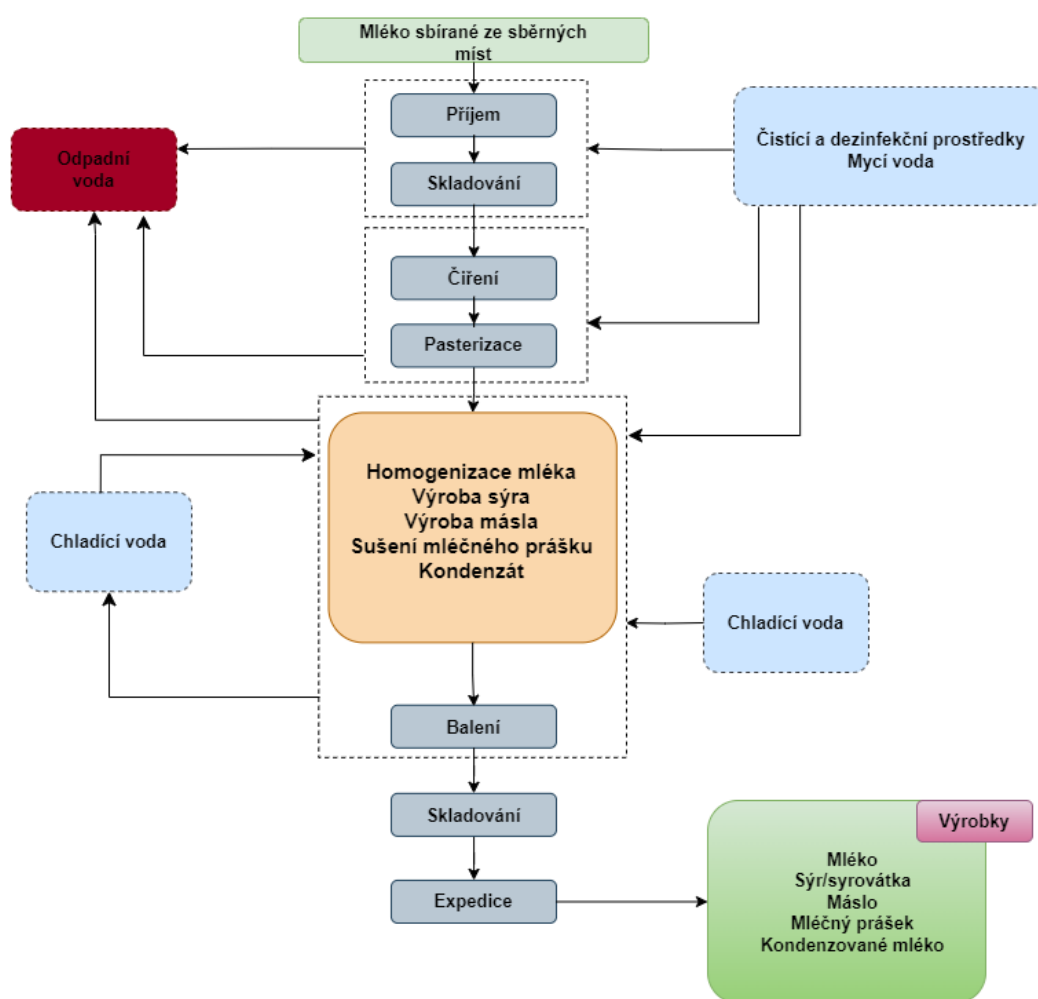 Mléko sbírané ze sběrných
míst
Příjem
Čistící a dezinfekční prostředky
Mycí voda
Odpadní
voda
Skladování
Čiření
Pasterizace
Homogenizace mléka
Výroba sýra
Výroba másla
Sušení mléčného prášku
Kondenzát
Chladící voda
Chladící voda
Balení
Skladování
Výrobky
Mléko
Sýr/syrovátka
Máslo
Mléčný prášek
Kondenzované mléko
Expedice